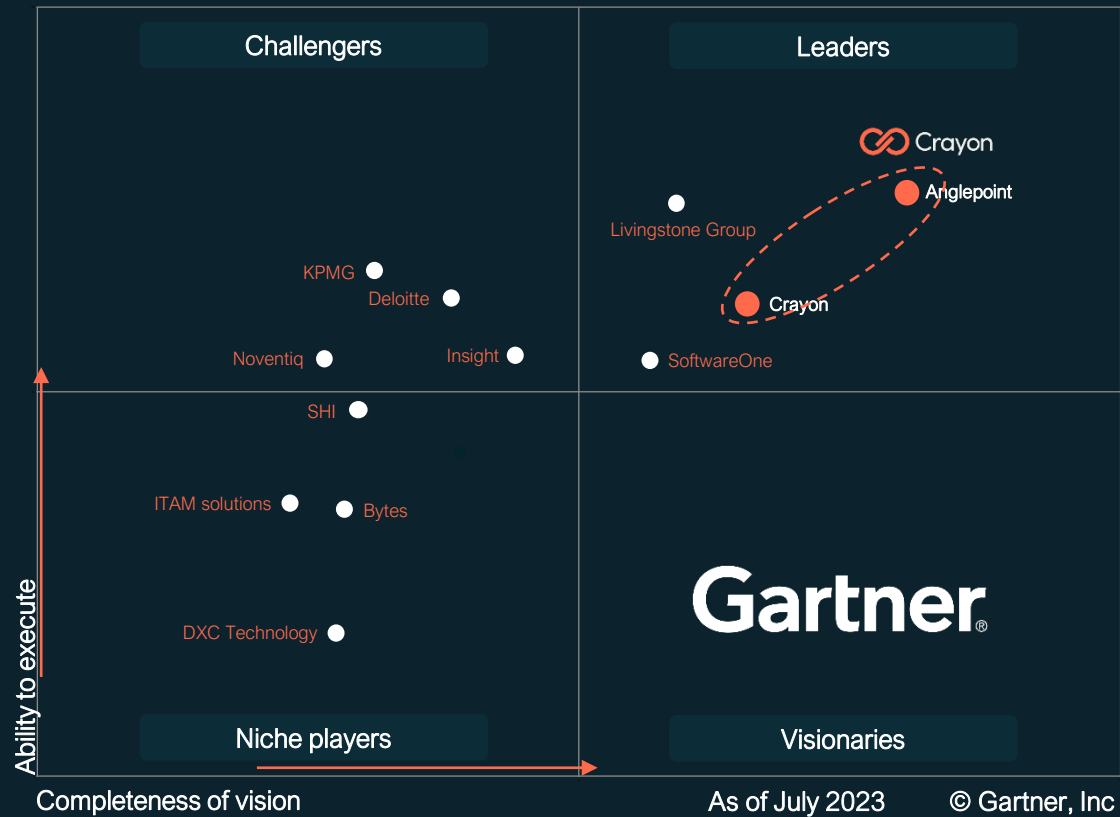 Challengers
Leaders
Crayon
Anglepoint
Livingstone Group
KPMG
Deolitte
Crayon
Noventiq
Insight
SoftwareOne
SHI
ITAM solutions
Bytes
Gartner®
DXC Technology
Ability to execute
Niche players
Visionaries
Completeness of vision
As of July 2023
© Gartner, Inc